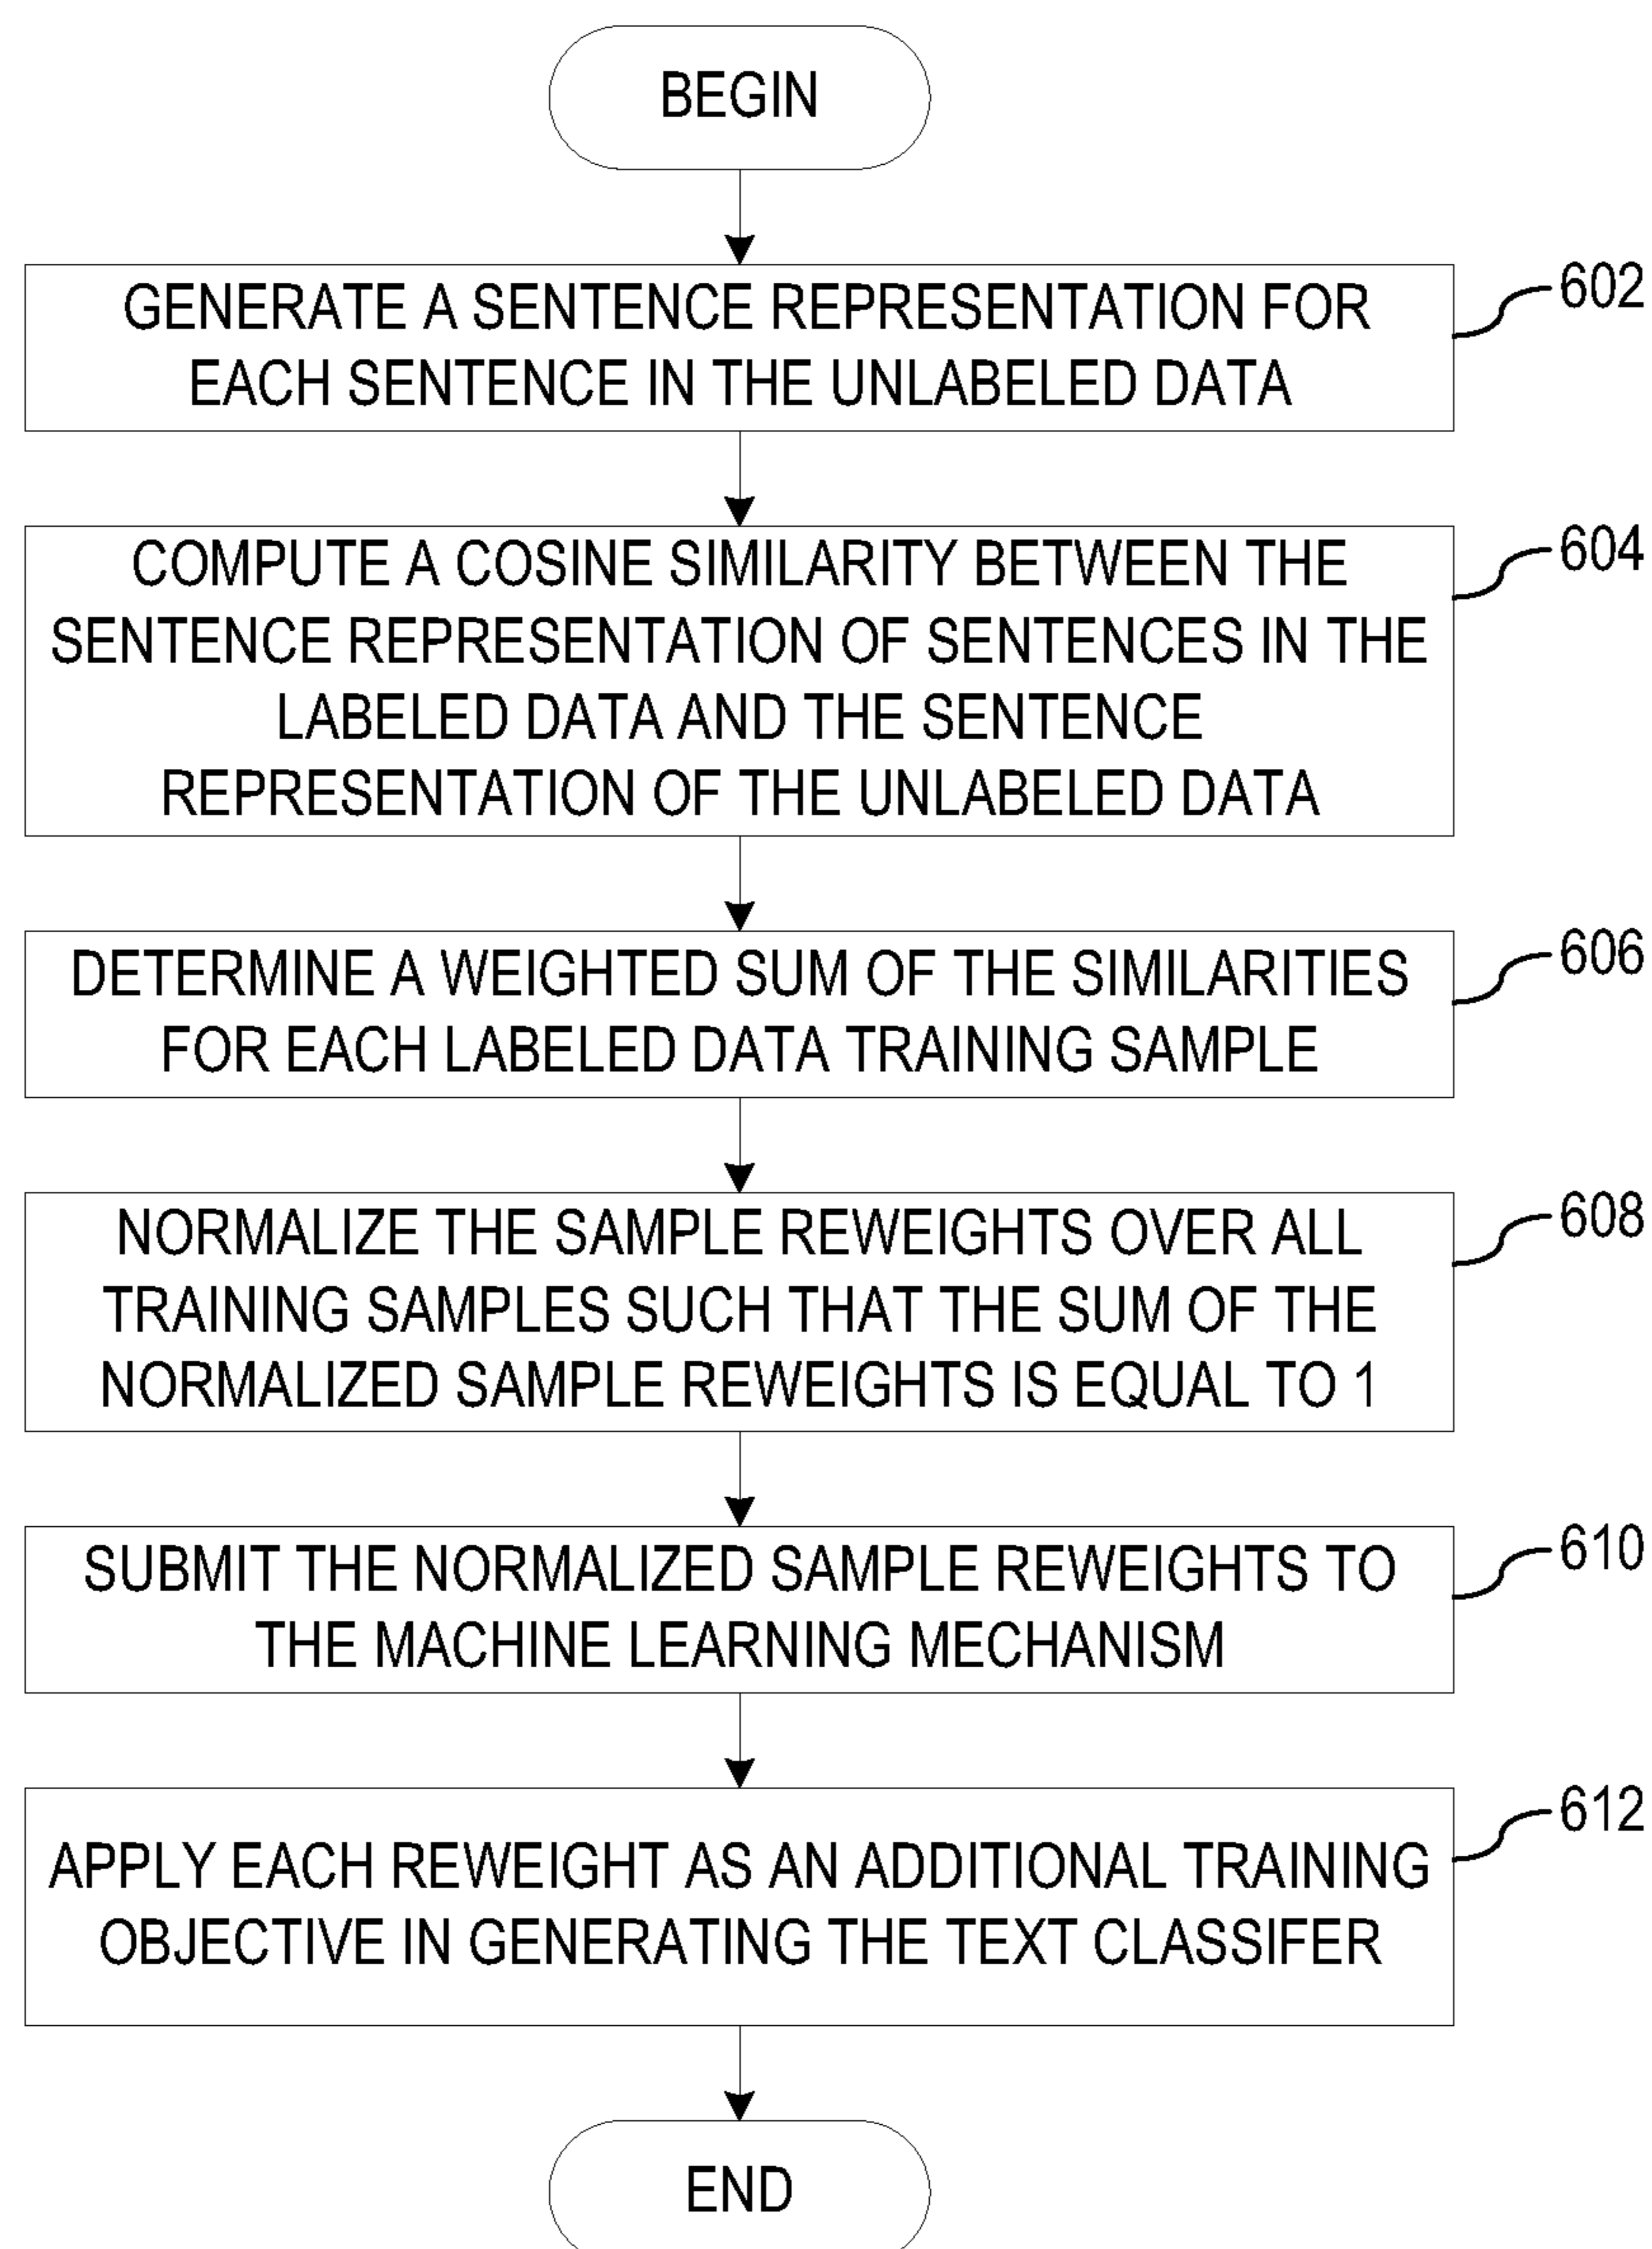 BEGIN
GENERATE A SENTENCE REPRESENTATION FOR
EACH SENTENCE IN THE UNLABELED DATA
602
COMPUTE A COSINE SIMILARITY BETWEEN THE
SENTENCE REPRESENTATION OF SENTENCES IN THE
LABELED DATA AND THE SENTENCE
REPRESENTATION OF THE UNLABELED DATA
604
DETERMINE A WEIGHTED SUM OF THE SIMILARITIES
FOR EACH LABELED DATA TRAINING SAMPLE
606
NORMALIZE THE SAMPLE REWEIGHTS OVER ALL
TRAINING SAMPLES SUCH THAT THE SUM OF THE
NORMALIZED SAMPLE REWEIGHTS IS EQUAL TO 1
608
SUBMIT THE NORMALIZED SAMPLE REWEIGHTS TO
THE MACHINE LEARNING MECHANISM
610
APPLY EACH REWEIGHT AS AN ADDITIONAL TRAINING
OBJECTIVE IN GENERATING THE TEXT CLASSIFER
612
END